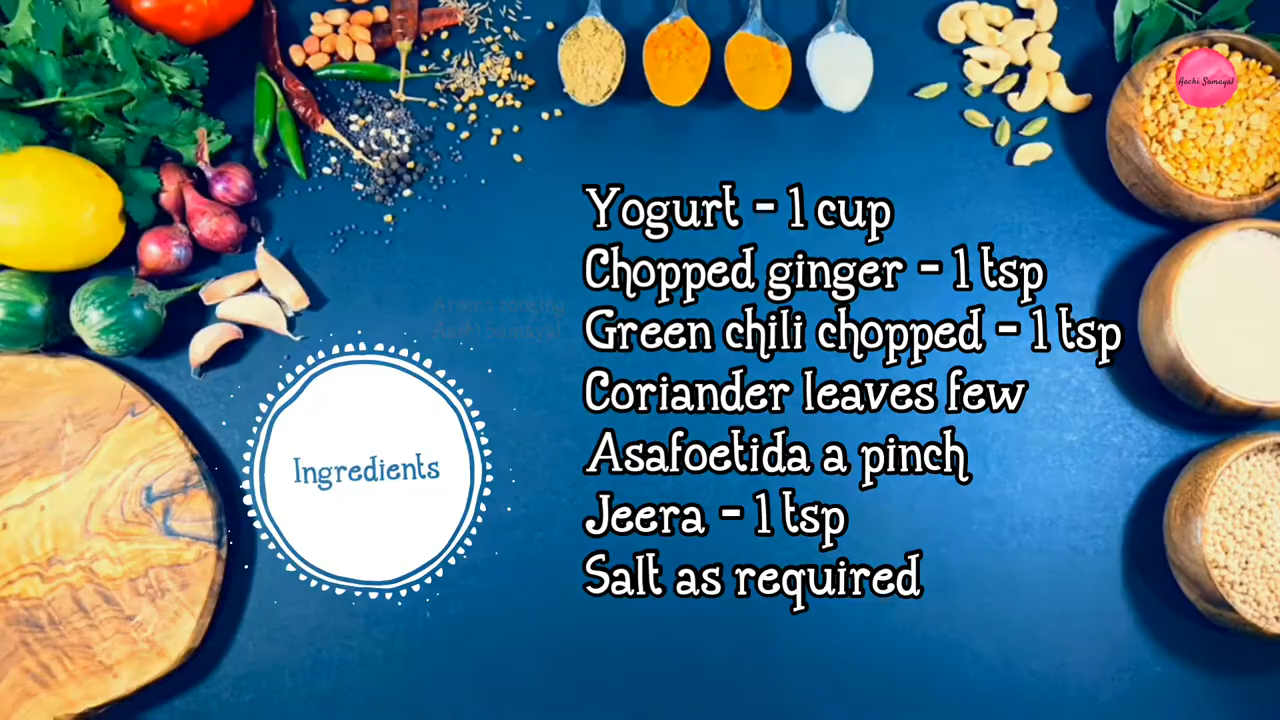 Aachi Samayal
Yogurt - 1 cup
Chopped ginger - 1 tsp
Green chili chopped - 1 tsp
Coriander leaves few
Asafoetida a pinch
Jeera - 1 tsp
Salt as required
Ingredients